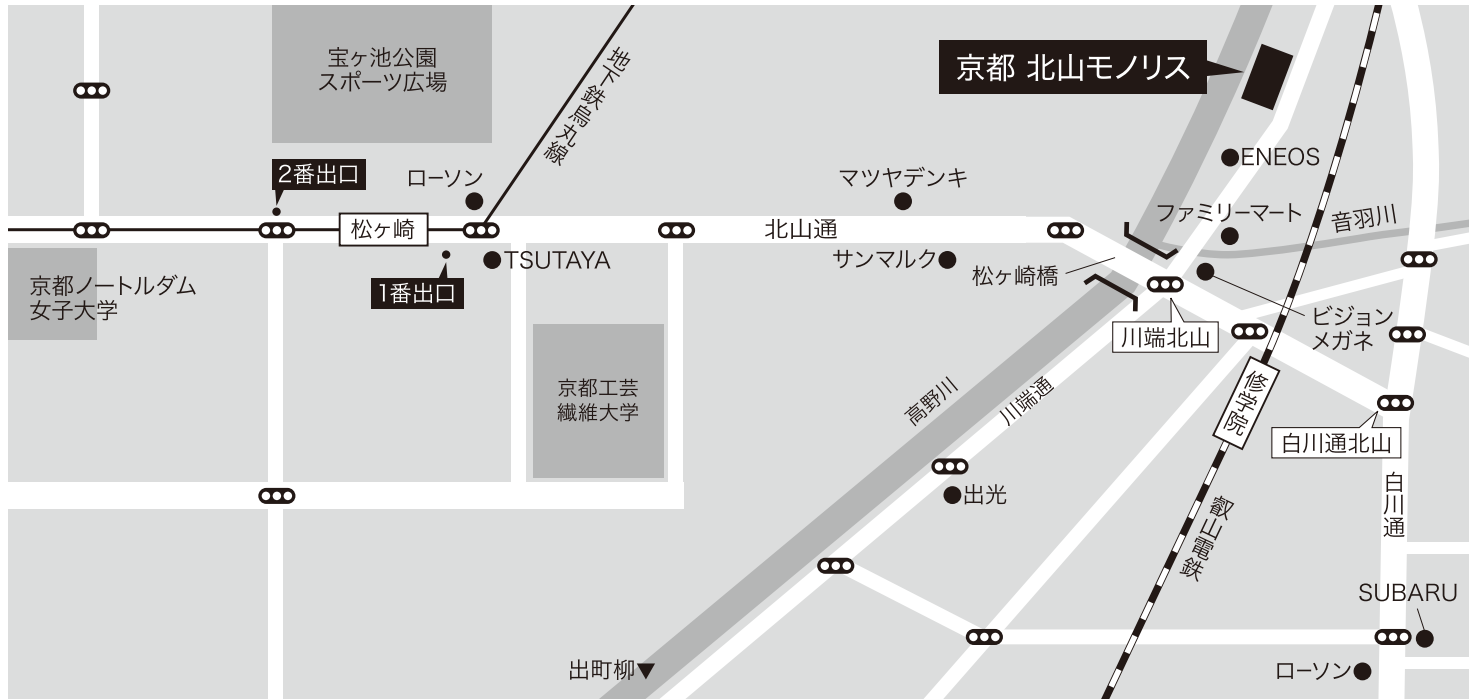 宝ヶ池公園
スポーツ広場
地下鉄烏丸線
京都 北山モノリス
2番出口
ローソン
マツヤデンキ
ENEOS
ファミリーマート
音羽川
松ヶ崎
北山通
1番出口
TSUTAYA
サンマルク
松ヶ崎橋
京都ノートルダム
女子大学
川端北山
ビジョン
メガネ
京都工芸
繊維大学
高野川
川端通
修学院
白川通北山
出光
叡山電鉄
白川通
SUBARU
出町柳▼
ローソン